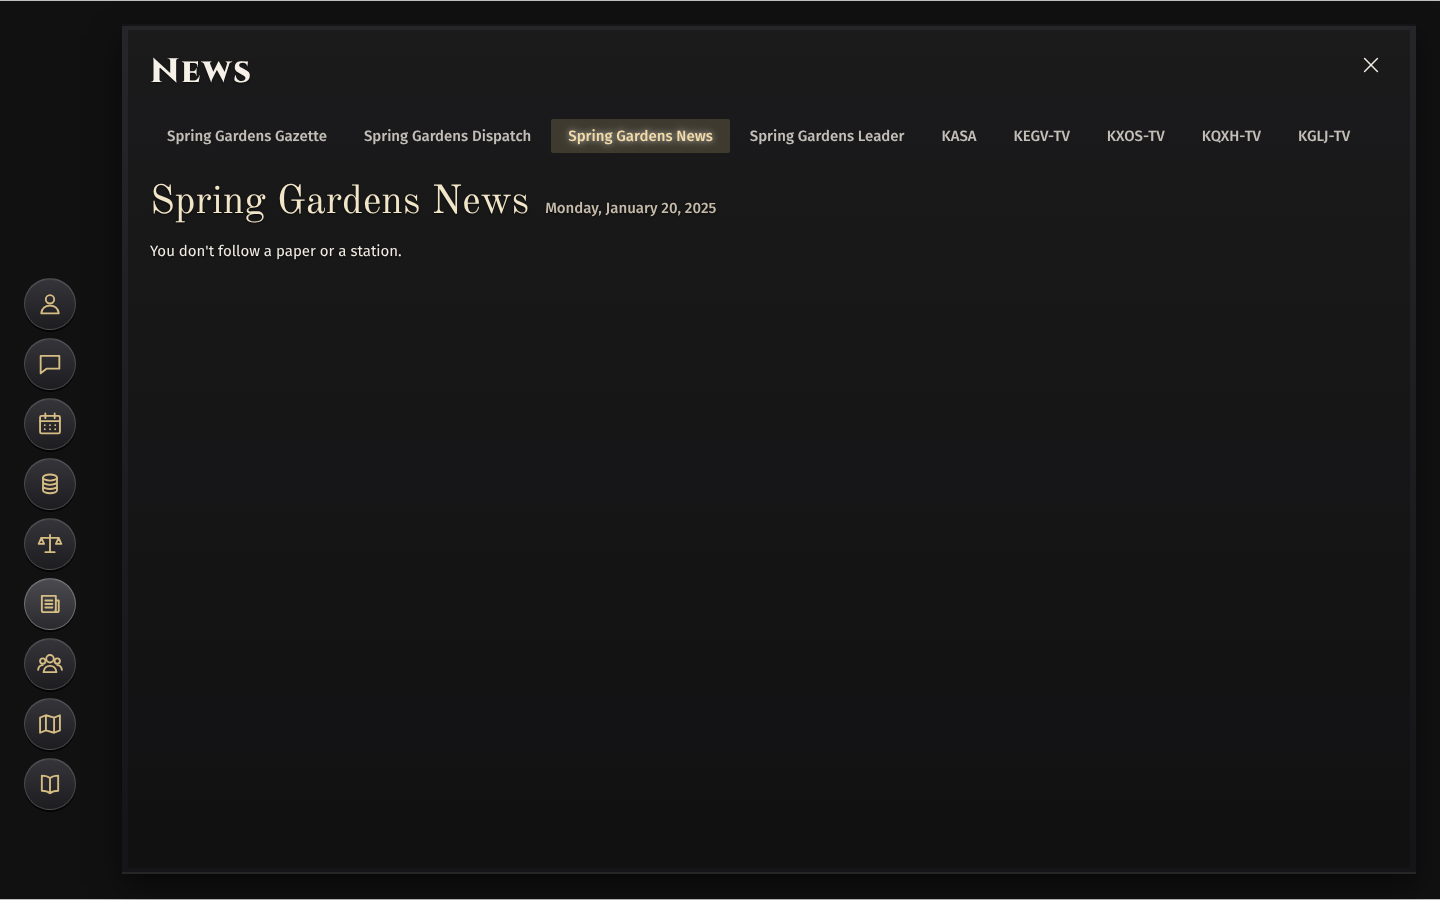 News
Spring Gardens Gazette Spring Gardens Dispatch Spring Gardens News Spring Gardens Leader KASA KEGV-TV KXOS-TV KQXH-TV KGLJ-TV
Spring Gardens News Monday, January 20, 2025
You don't follow a paper or a station.